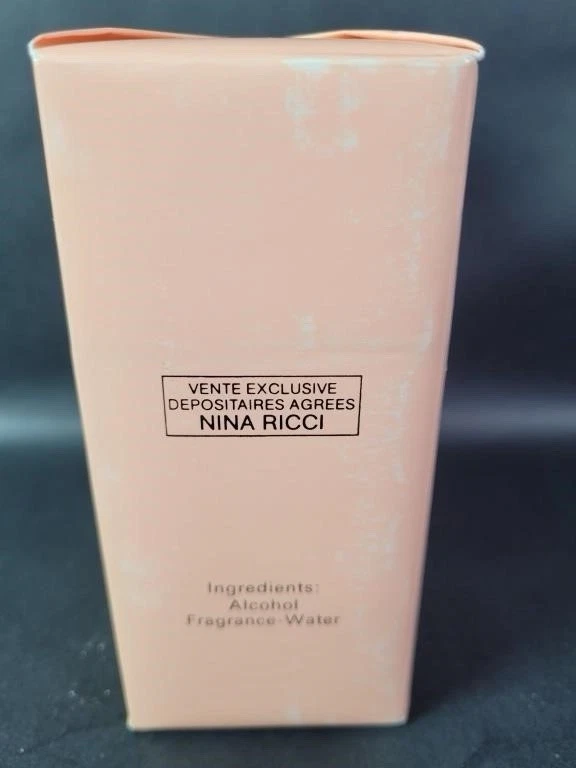 VENTE EXCLUSIVE
DEPOSITAIRES AGREES
NINA RICCI
Ingredients:
Alcohol
Fragrance-Water